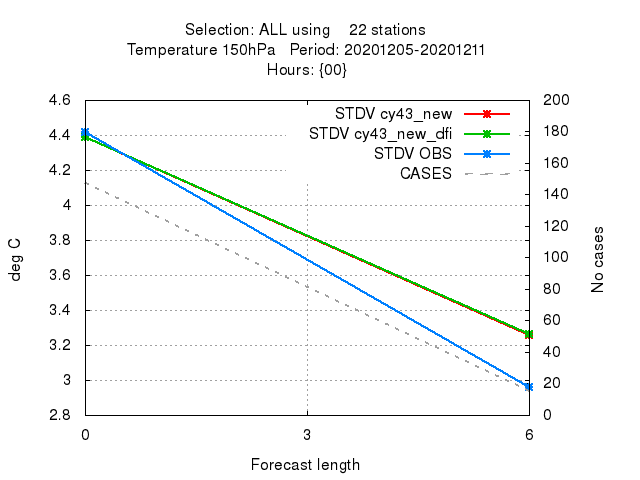 Selection: ALL using    22 stations
Temperature 150hPa   Period: 20201205-20201211
Hours: {00}
4.6
4.4
4.2
4
3.8
3.6
3.4
3.2
3
2.8
deg C
STDV cy43_new
STDV cy43_new_dfi
STDV OBS
CASES
200
180
160
140
120
100
80
60
40
20
0
No cases
0
3
6
Forecast length